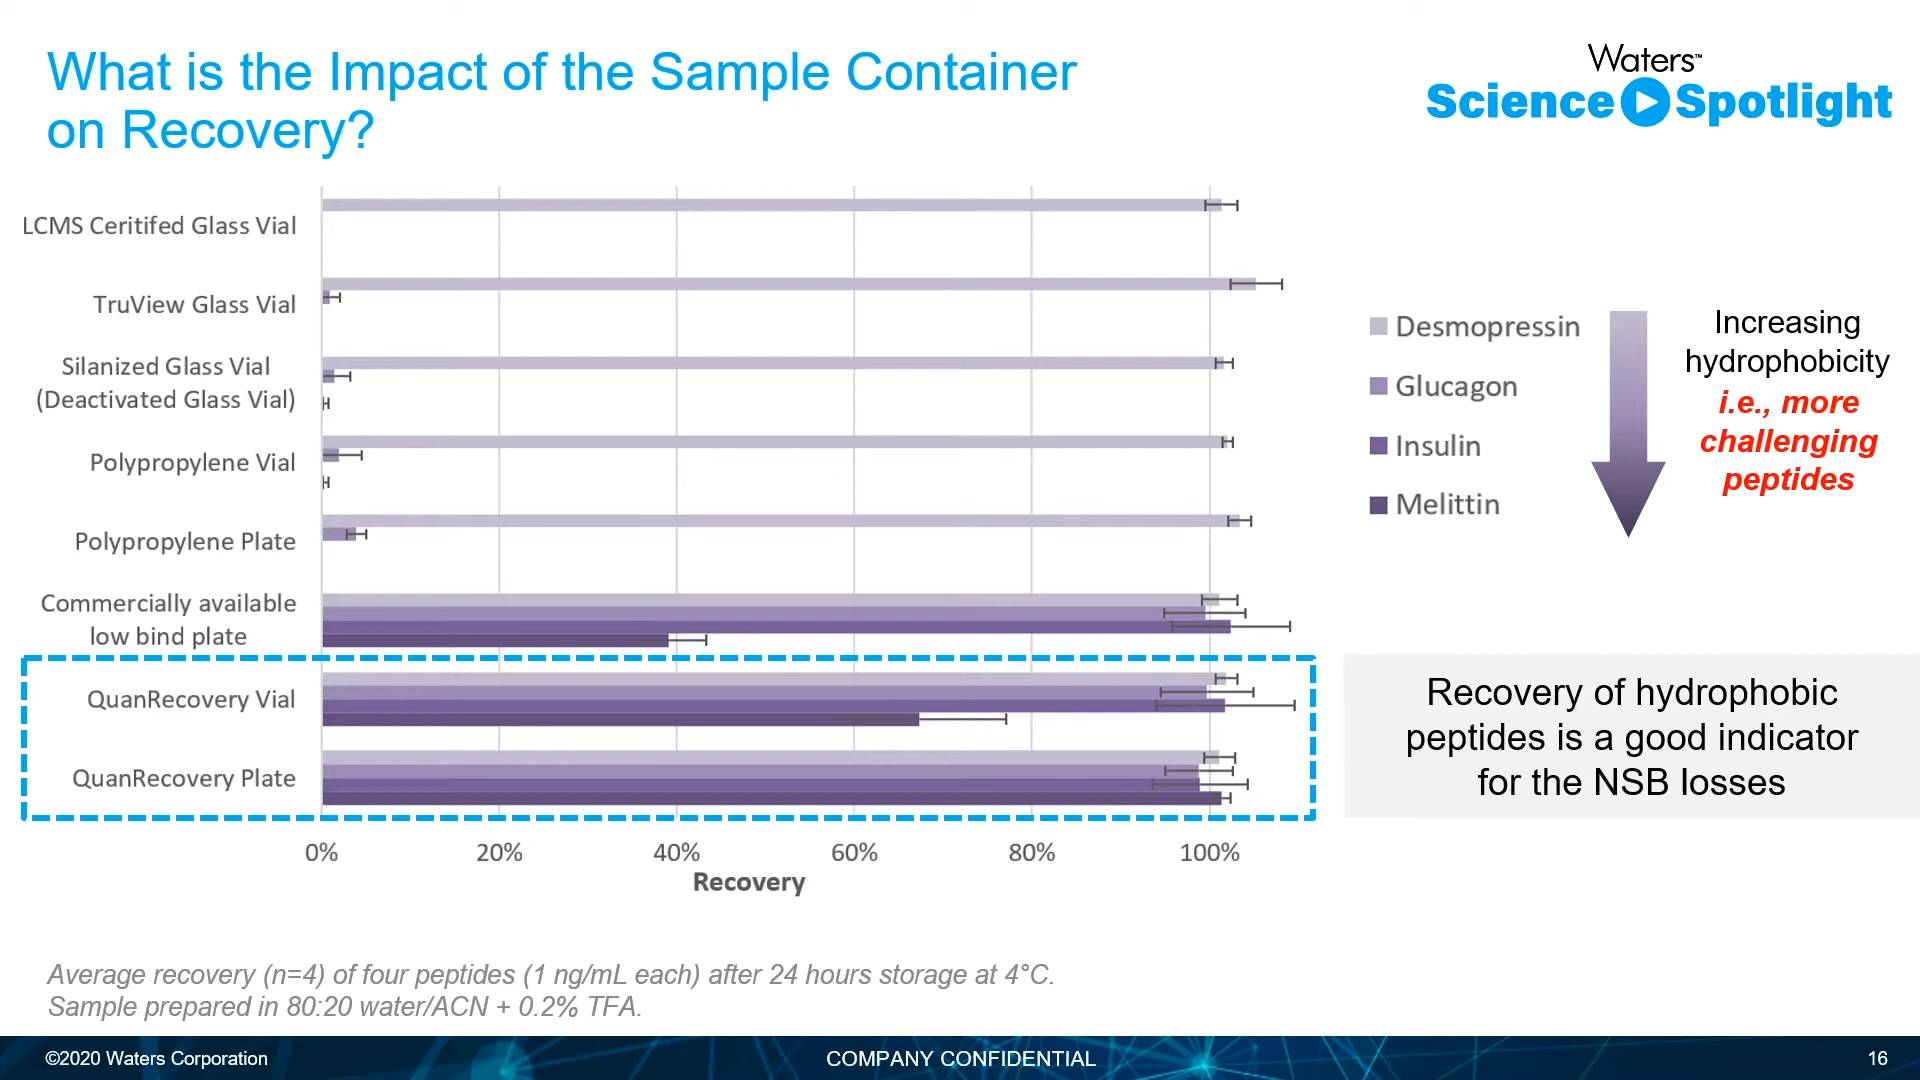 What is the Impact of the Sample Container
on Recovery?
Waters™
Science Spotlight
LCMS Ceritifed Glass Vial
TruView Glass Vial
Silanized Glass Vial
(Deactivated Glass Vial)
Polypropylene Vial
Polypropylene Plate
Commercially available
low bind plate
QuanRecovery Vial
QuanRecovery Plate
0% 20% 40% 60% 80% 100%
Recovery
Desmopressin
Glucagon
Insulin
Melittin
Increasing
hydrophobicity
i.e., more
challenging
peptides
Recovery of hydrophobic
peptides is a good indicator
for the NSB losses
Average recovery (n=4) of four peptides (1 ng/mL each) after 24 hours storage at 4°C.
Sample prepared in 80:20 water/ACN + 0.2% TFA.
©2020 Waters Corporation
COMPANY CONFIDENTIAL
16